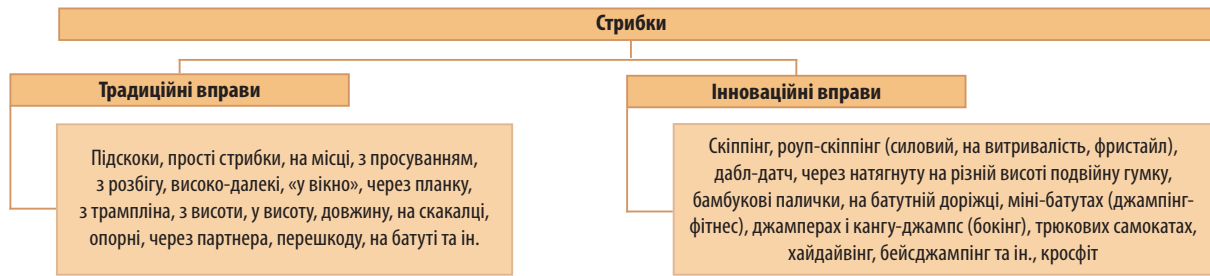 Стрибки
Традиційні вправи
Інноваційні вправи
Підскоки, прості стрибки, на місці, з просуванням,
з розбігу, високо-далекі, «у вікно», через планку,
з трампліна, з висоти, у висоту, довжину, на скакалці,
опорні, через партнера, перешкоду, на батуті та ін.
Скіппінг, роуп-скіппінг (силовий, на витривалість, фристайл),
дабл-датч, через натягнуту на різній висоті подвійну гумку,
бамбукові палички, на батутній доріжці, міні-батутах (джампінг-
фітнес), джамперах і кангу-джампс (бокінг), трюкових самокатах,
хайдайвінг, бейсджампінг та ін., кросфіт